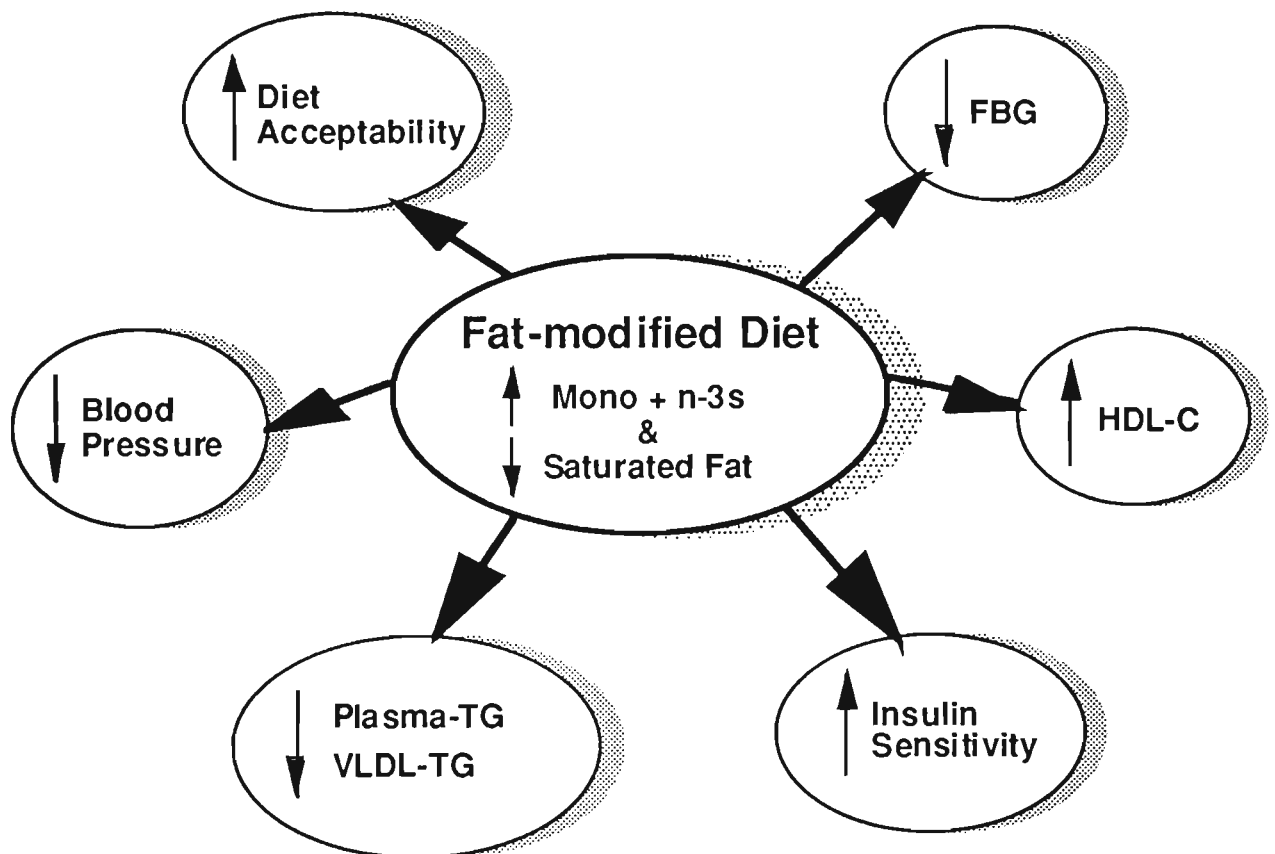 Diet
Acceptability
FBG
Fat-modified Diet
Mono + n-3s
&
Saturated Fat
Blood
Pressure
HDL-C
Plasma-TG
VLDL-TG
Insulin
Sensitivity